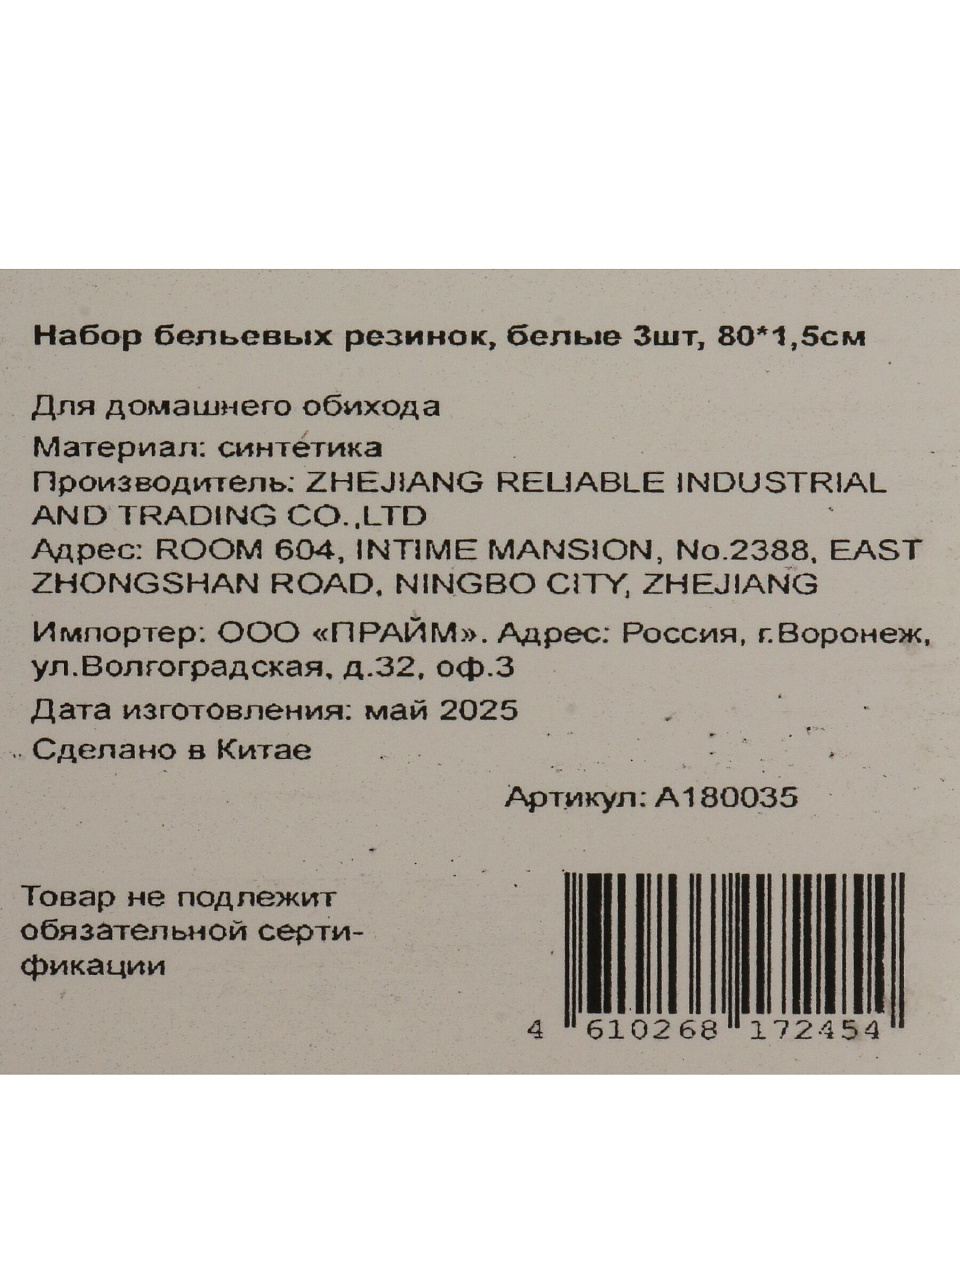 Набор бельевых резинок, белые 3шт, 80*1,5см
Для домашнего обихода
Материал: синтетика
Производитель: ZHEJIANG RELIABLE INDUSTRIAL
AND TRADING CO.,LTD
Адрес: ROOM 604, INTIME MANSION, No.2388, EAST
ZHONGSHAN ROAD, NINGBO CITY, ZHEJIANG
Импортер: ООО «ПРАЙМ». Адрес: Россия, г.Воронеж,
ул.Волгоградская, д.32, оф.3
Дата изготовления: май 2025
Сделано в Китае
Артикул: А180035
Товар не подлежит
обязательной серти-
фикации
4 610268 172454